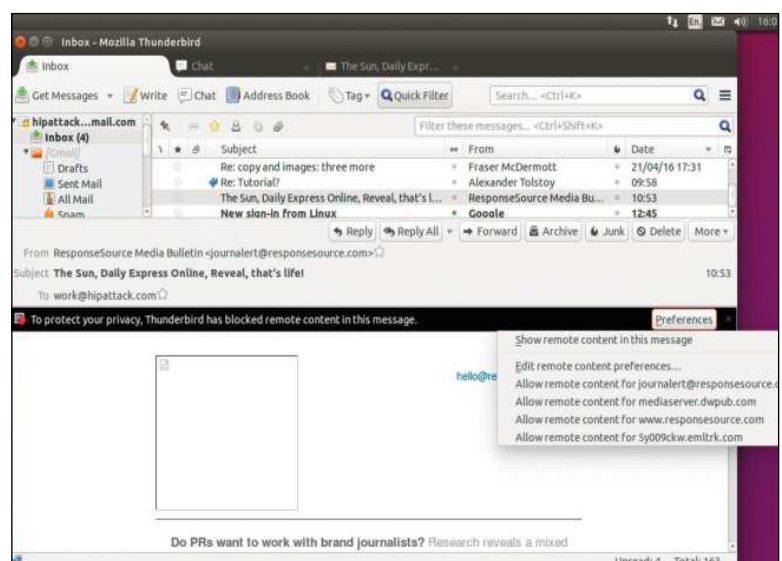 En 16:0
Inbox - Mozilla Thunderbird
Inbox Chat The Sun, Daily Expr...
Get Messages Write Chat Address Book Tag Quick Filter Search... <Ctrl+K>
hipattack...mail.com
Inbox (4)
[Gmail]
Drafts
Sent Mail
All Mail
Spam
Filter these messages... <Ctrl+Shift+K>
Subject From Date
Re: copy and images: three more Fraser McDermott 21/04/16 17:31
Re: Tutorial? Alexander Tolstoy 09:58
The Sun, Daily Express Online, Reveal, that's l... ResponseSource Media Bu... 10:53
New sign-in from Linux Google 12:45
Reply Reply All Forward Archive Junk Delete More
From ResponseSource Media Bulletin <journalert@responsesource.com>
Subject The Sun, Daily Express Online, Reveal, that's life! 10:53
To work@hipattack.com
To protect your privacy, Thunderbird has blocked remote content in this message. Preferences
Show remote content in this message
Edit remote content preferences...
Allow remote content for journalert@responsesource.c
Allow remote content for mediaserver.dwpub.com
Allow remote content for www.responsesource.com
Allow remote content for 5y009ckw.emltrk.com
hello@re
Do PRs want to work with brand journalists? Research reveals a mixed
Unread: 4 Total: 163